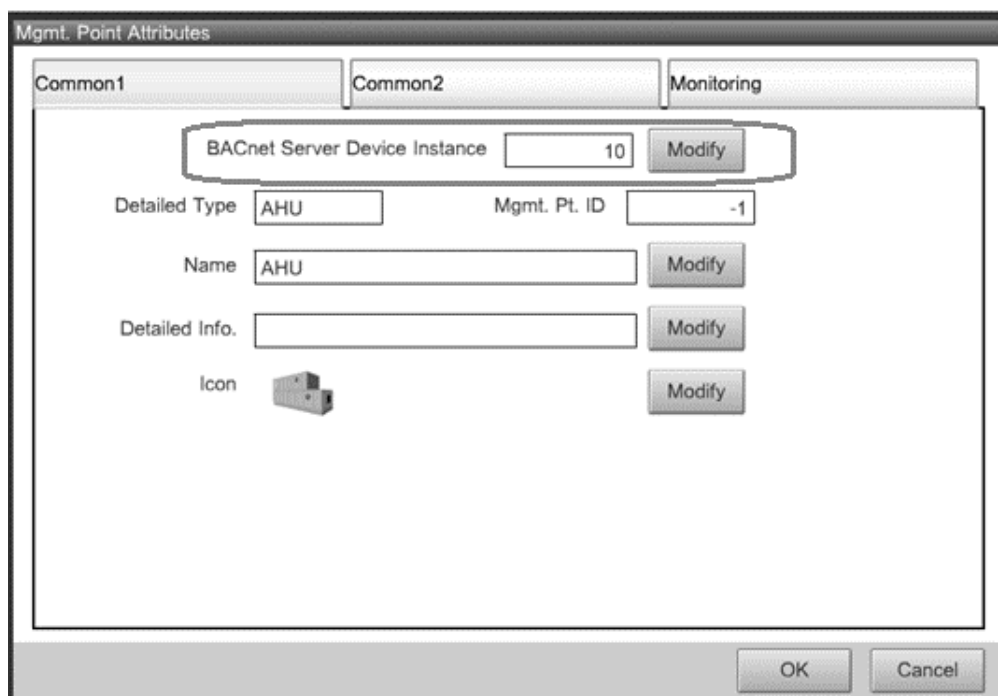 Mgmt. Point Attributes
Common1 Common2 Monitoring
BACnet Server Device Instance 10 Modify
Detailed Type AHU Mgmt. Pt. ID -1
Name AHU Modify
Detailed Info. Modify
Icon Modify
OK Cancel